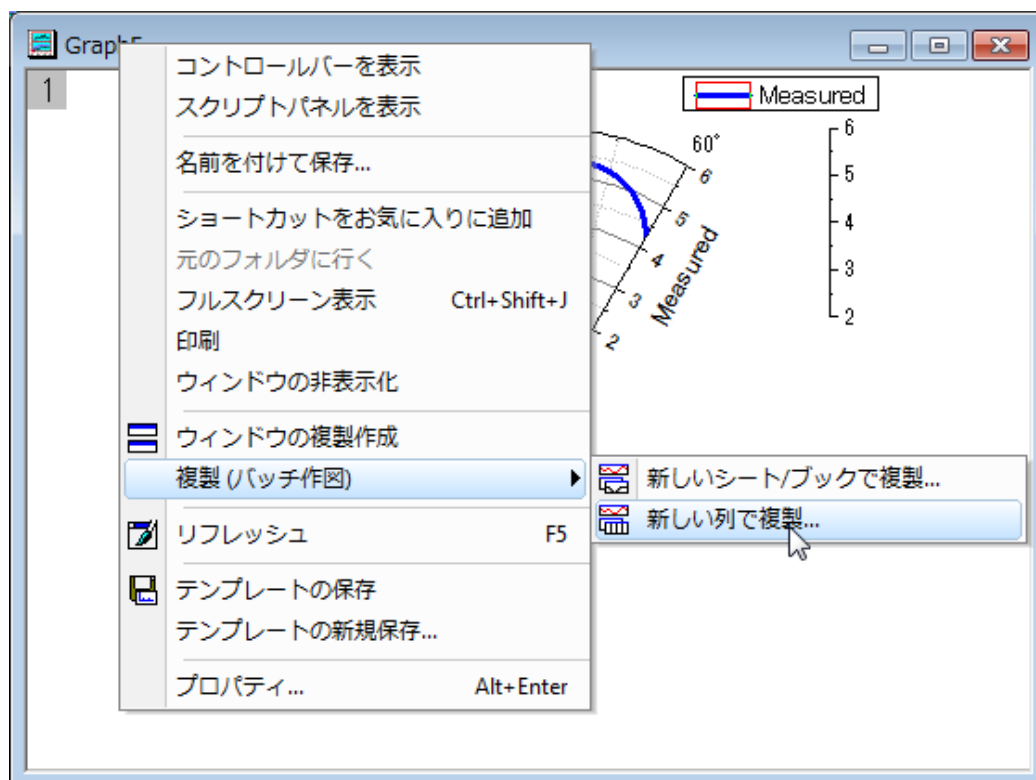 Graph
1
コントロールバーを表示
スクリプトパネルを表示
名前を付けて保存...
ショートカットをお気に入りに追加
元のフォルダに行く
フルスクリーン表示 Ctrl+Shift+J
印刷
ウィンドウの非表示化
ウィンドウの複製作成
複製 (バッチ作図)
リフレッシュ F5
テンプレートの保存
テンプレートの新規保存...
プロパティ... Alt+Enter
新しいシート/ブックで複製...
新しい列で複製...
Measured
60°
6
5
4
3
2
Measured
6
5
4
3
2